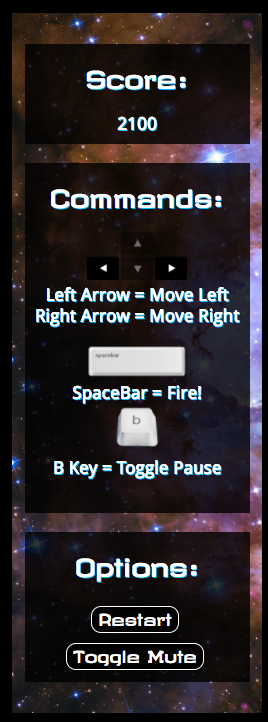 Score:
2100
Commands:
Left Arrow = Move Left
Right Arrow = Move Right
spacebar
SpaceBar = Fire!
b
B Key = Toggle Pause
Options:
Restart
Toggle Mute